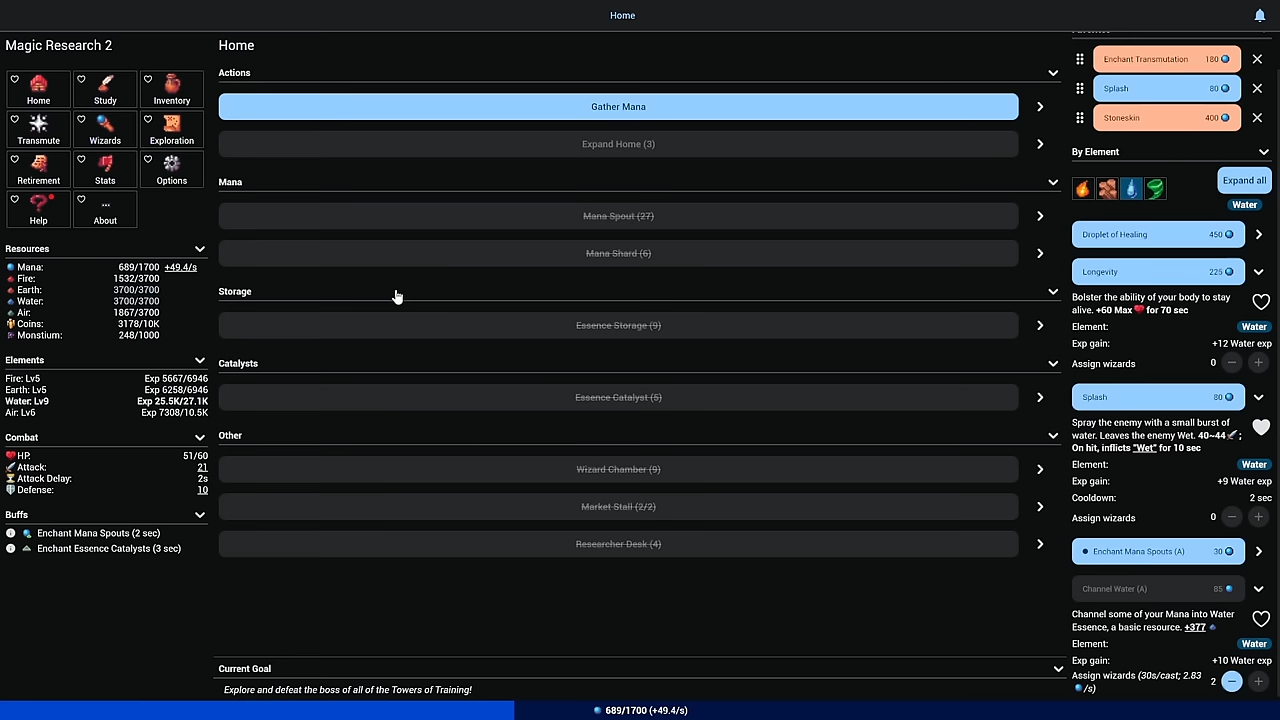 Home
Magic Research 2
Home
Study
Inventory
Transmute
Wizards
Exploration
Retirement
Stats
Options
Help
About
Resources
Mana: 689/1700 +49.4/s
Fire: 1532/3700
Earth: 3700/3700
Water: 3700/3700
Air: 1867/3700
Coins: 3178/10K
Monstium: 248/1000
Elements
Fire: Lv5 Exp 5667/6946
Earth: Lv5 Exp 6258/6946
Water: Lv9 Exp 25.5K/27.1K
Air: Lv6 Exp 7308/10.5K
Combat
HP: 51/60
Attack: 21
Attack Delay: 2s
Defense: 10
Buffs
Enchant Mana Spouts (2 sec)
Enchant Essence Catalysts (3 sec)
Home
Actions
Gather Mana
Expand Home (3)
Mana
Mana Spout (27)
Mana Shard (6)
Storage
Essence Storage (9)
Catalysts
Essence Catalyst (5)
Other
Wizard Chamber (9)
Market Stall (2/2)
Researcher Desk (4)
Current Goal
Explore and defeat the boss of all of the Towers of Training!
689/1700 (+49.4/s)
Enchant Transmutation 180
Splash 80
Stoneskin 400
By Element
Expand all
Water
Droplet of Healing 450
Longevity 225
Bolster the ability of your body to stay
alive. +60 Max for 70 sec
Element: Water
Exp gain: +12 Water exp
Assign wizards 0
Splash 80
Spray the enemy with a small burst of
water. Leaves the enemy Wet. 40~44 ;
On hit, inflicts "Wet" for 10 sec
Element: Water
Exp gain: +9 Water exp
Cooldown: 2 sec
Assign wizards 0
Enchant Mana Spouts (A) 30
Channel Water (A) 85
Channel some of your Mana into Water
Essence, a basic resource. +377
Element: Water
Exp gain: +10 Water exp
Assign wizards (30s/cast; 2.83 2
/s)